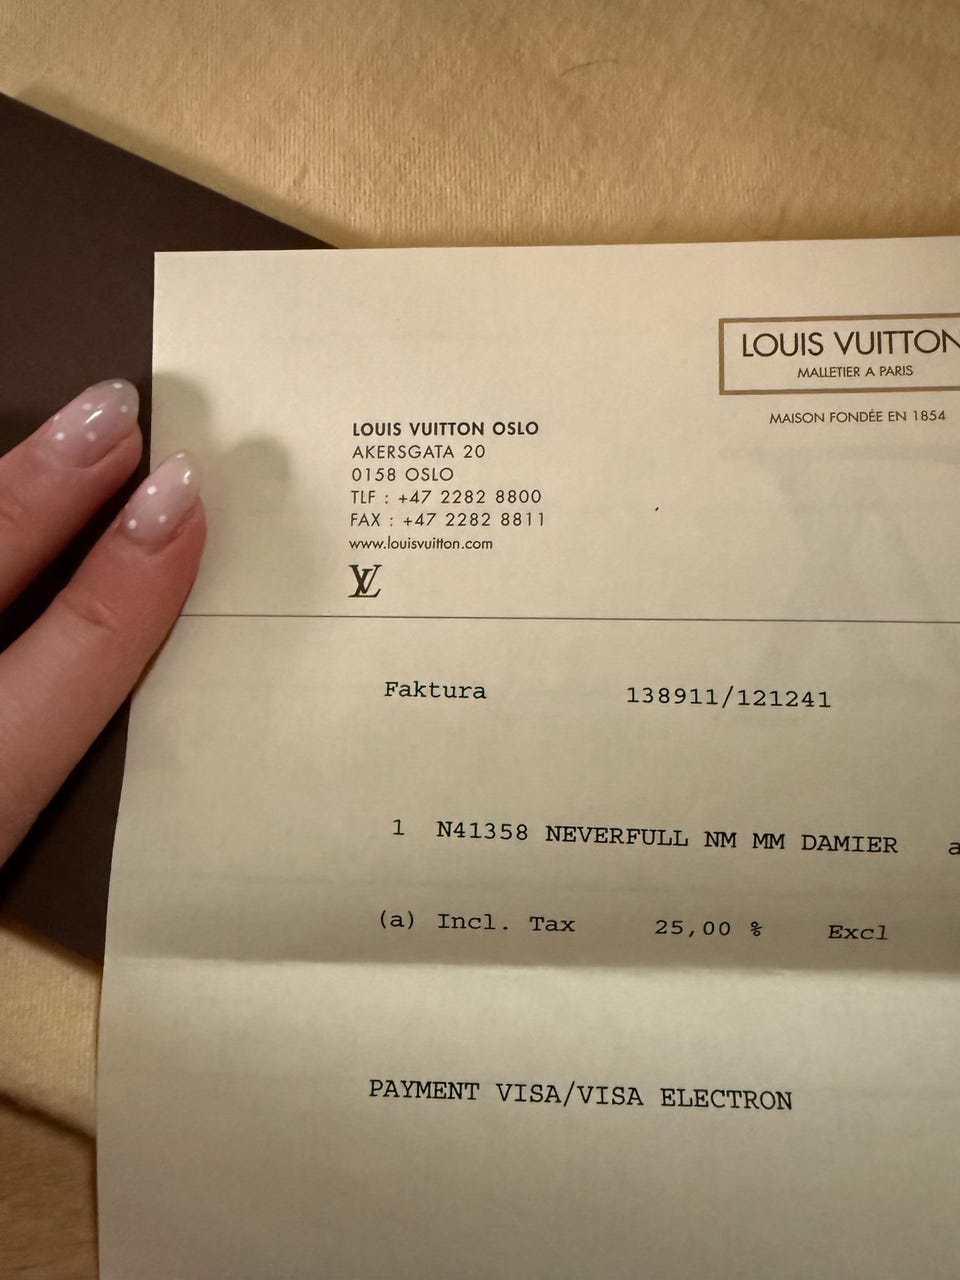 LOUIS VUITTON
MALLETIER A PARIS
MAISON FONDÉE EN 1854
LOUIS VUITTON OSLO
AKERSGATA 20
0158 OSLO
TLF : +47 2282 8800
FAX : +47 2282 8811
www.louisvuitton.com
LV
Faktura 138911/121241
1 N41358 NEVERFULL NM MM DAMIER a
(a) Incl. Tax 25,00 % Excl
PAYMENT VISA/VISA ELECTRON